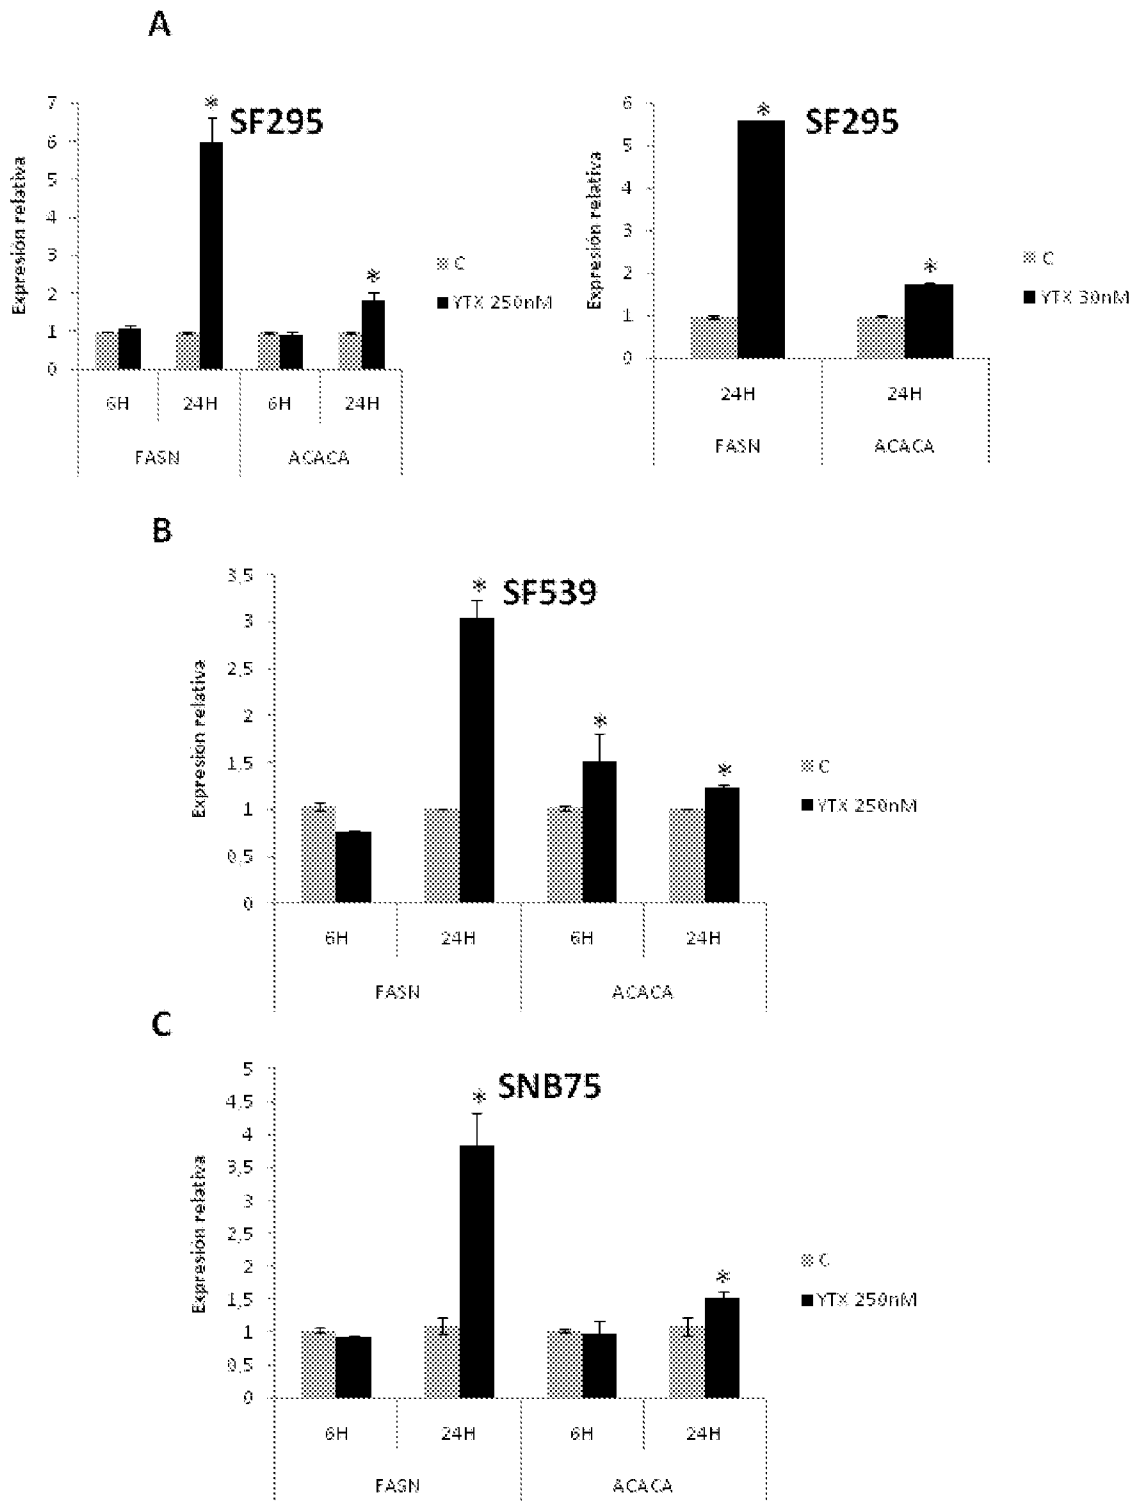 A
SF295
Expresión relativa
7
6
5
4
3
2
1
0
6H 24H 6H 24H
FASN ACACA
C
YTX 250nM
SF295
Expresión relativa
6
5
4
3
2
1
0
24H 24H
FASN ACACA
C
YTX 30nM
B
SF539
Expresión relativa
3,5
3
2,5
2
1,5
1
0,5
0
6H 24H 6H 24H
FASN ACACA
C
YTX 250nM
C
SNB75
Expresión relativa
5
4,5
4
3,5
3
2,5
2
1,5
1
0,5
0
6H 24H 6H 24H
FASN ACACA
C
YTX 250nM